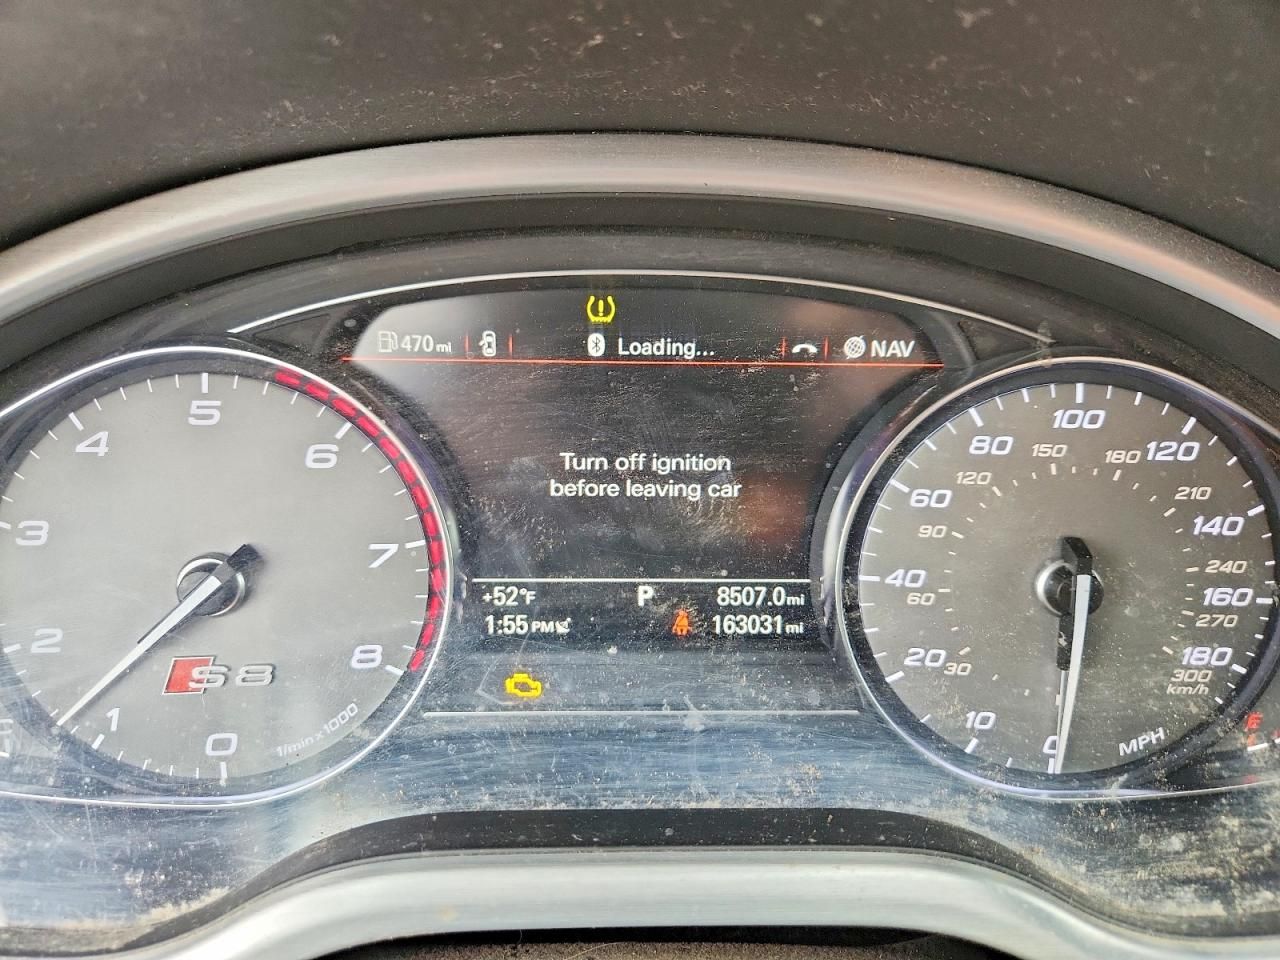 470 mi
Loading...
NAV
Turn off ignition
before leaving car
+52°F
P
8507.0 mi
1:55 PM
163031 mi
0
1
2
3
4
5
6
7
8
S8
1/min x 1000
0
10
20
40
60
80
100
120
140
160
180
MPH
30
60
90
120
150
180
210
240
270
300
km/h